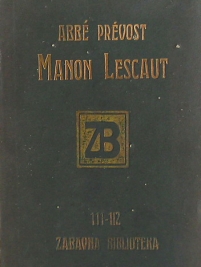 ABBÉ PRÉVOST
MANON LESCAUT
ZB
111-112
ZABAVNA BIBLIOTEKA